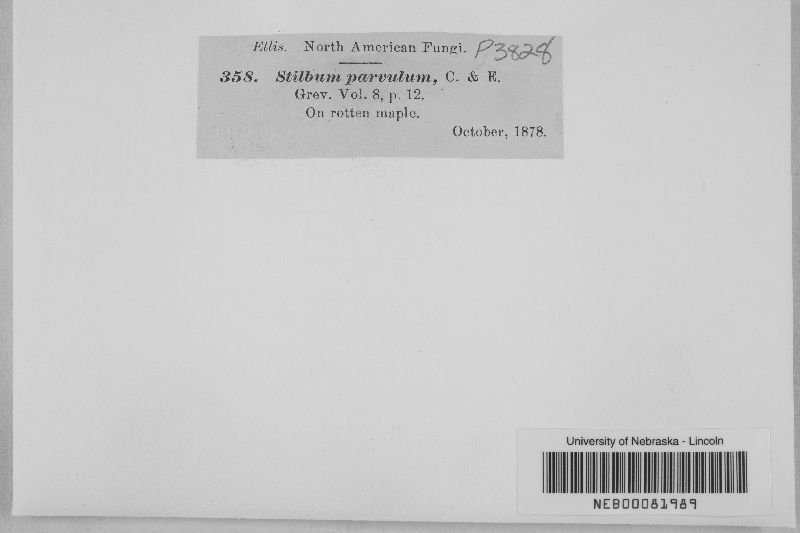 Ellis. North American Fungi. P3828
358. Stilbum parvulum, C. & E.
Grev. Vol. 8, p. 12.
On rotten maple.
October, 1878.
University of Nebraska - Lincoln
NEB00081989